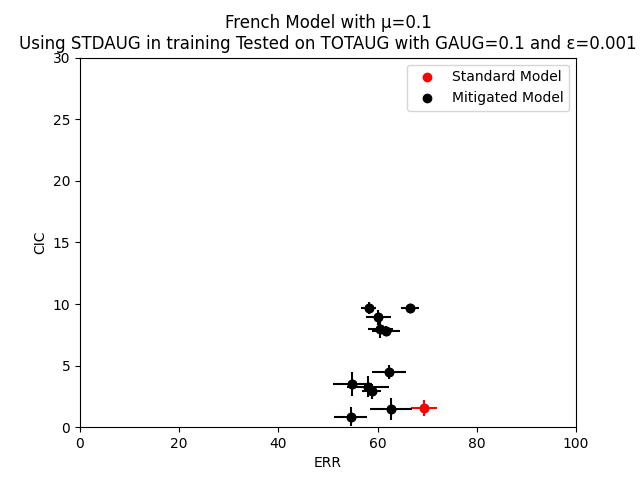 French Model with μ=0.1
Using STDAUG in training Tested on TOTAUG with GAUG=0.1 and ε=0.001
Standard Model
Mitigated Model
30
25
20
15
10
5
0
CIC
0 20 40 60 80 100
ERR